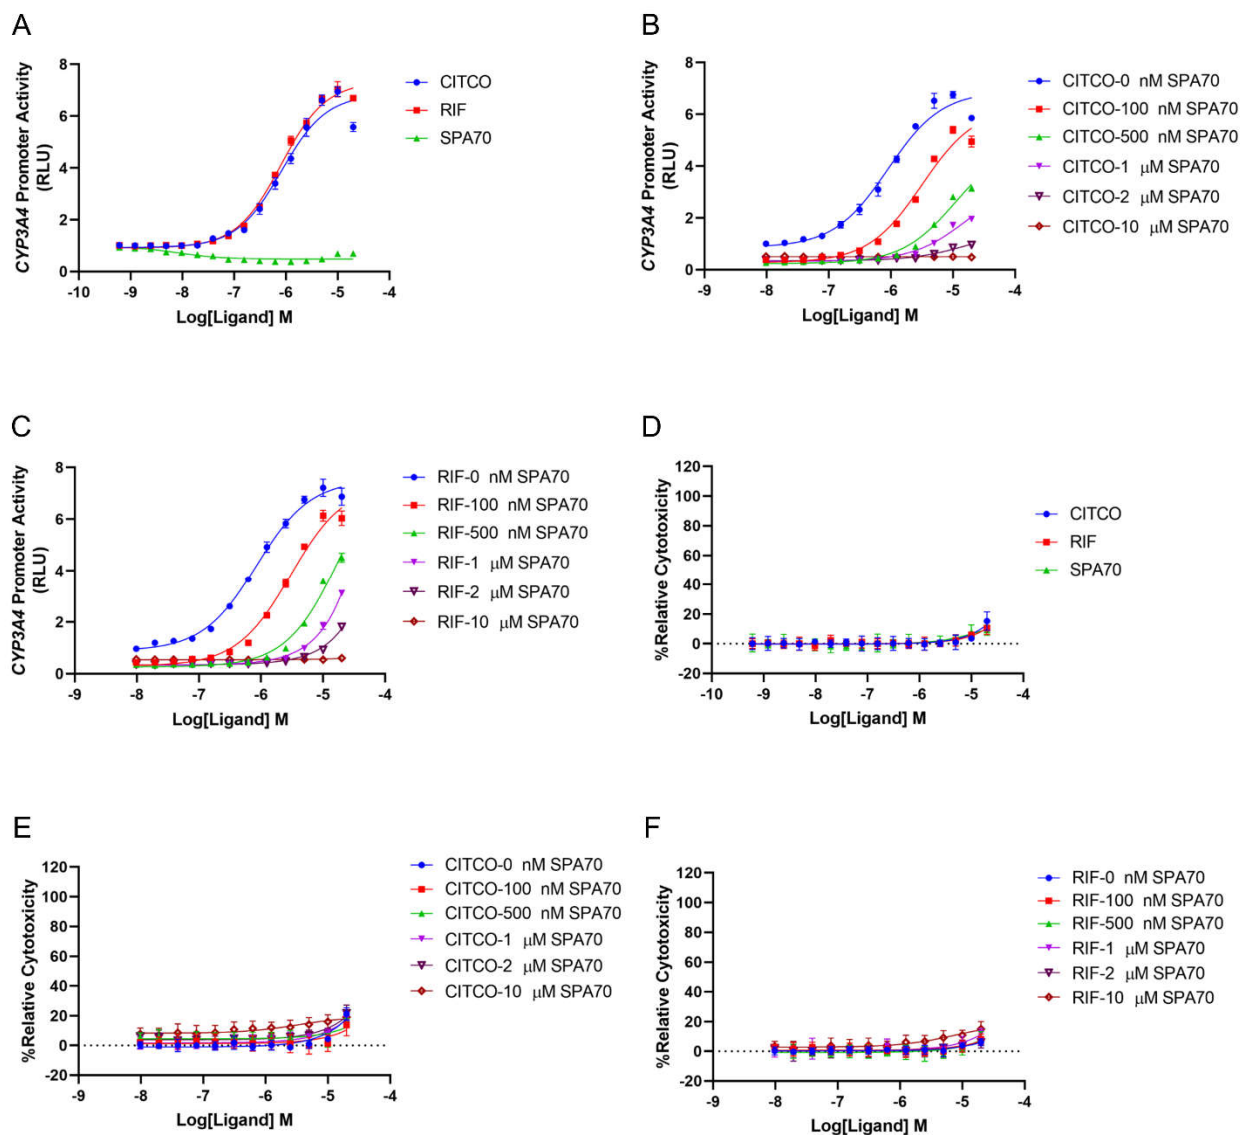 A
CYP3A4 Promoter Activity
(RLU)
8
6
4
2
0
-10
-9
-8
-7
-6
-5
-4
Log[Ligand] M
CITCO
RIF
SPA70
B
CYP3A4 Promoter Activity
(RLU)
8
6
4
2
0
-9
-8
-7
-6
-5
-4
Log[Ligand] M
CITCO-0 nM SPA70
CITCO-100 nM SPA70
CITCO-500 nM SPA70
CITCO-1 μM SPA70
CITCO-2 μM SPA70
CITCO-10 μM SPA70
C
CYP3A4 Promoter Activity
(RLU)
8
6
4
2
0
-9
-8
-7
-6
-5
-4
Log[Ligand] M
RIF-0 nM SPA70
RIF-100 nM SPA70
RIF-500 nM SPA70
RIF-1 μM SPA70
RIF-2 μM SPA70
RIF-10 μM SPA70
D
%Relative Cytotoxicity
120
100
80
60
40
20
0
-20
-10
-9
-8
-7
-6
-5
-4
Log[Ligand] M
CITCO
RIF
SPA70
E
%Relative Cytotoxicity
120
100
80
60
40
20
0
-20
-9
-8
-7
-6
-5
-4
Log[Ligand] M
CITCO-0 nM SPA70
CITCO-100 nM SPA70
CITCO-500 nM SPA70
CITCO-1 μM SPA70
CITCO-2 μM SPA70
CITCO-10 μM SPA70
F
%Relative Cytotoxicity
120
100
80
60
40
20
0
-20
-9
-8
-7
-6
-5
-4
Log[Ligand] M
RIF-0 nM SPA70
RIF-100 nM SPA70
RIF-500 nM SPA70
RIF-1 μM SPA70
RIF-2 μM SPA70
RIF-10 μM SPA70